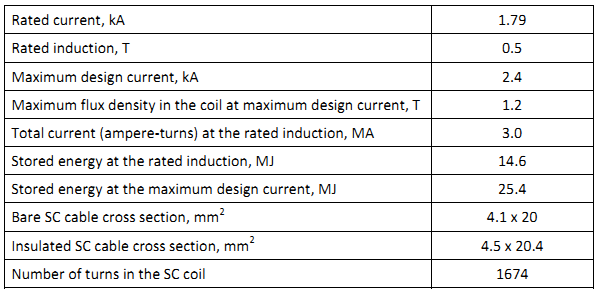 Rated current, kA 1.79
Rated induction, T 0.5
Maximum design current, kA 2.4
Maximum flux density in the coil at maximum design current, T 1.2
Total current (ampere-turns) at the rated induction, MA 3.0
Stored energy at the rated induction, MJ 14.6
Stored energy at the maximum design current, MJ 25.4
Bare SC cable cross section, mm² 4.1 x 20
Insulated SC cable cross section, mm² 4.5 x 20.4
Number of turns in the SC coil 1674